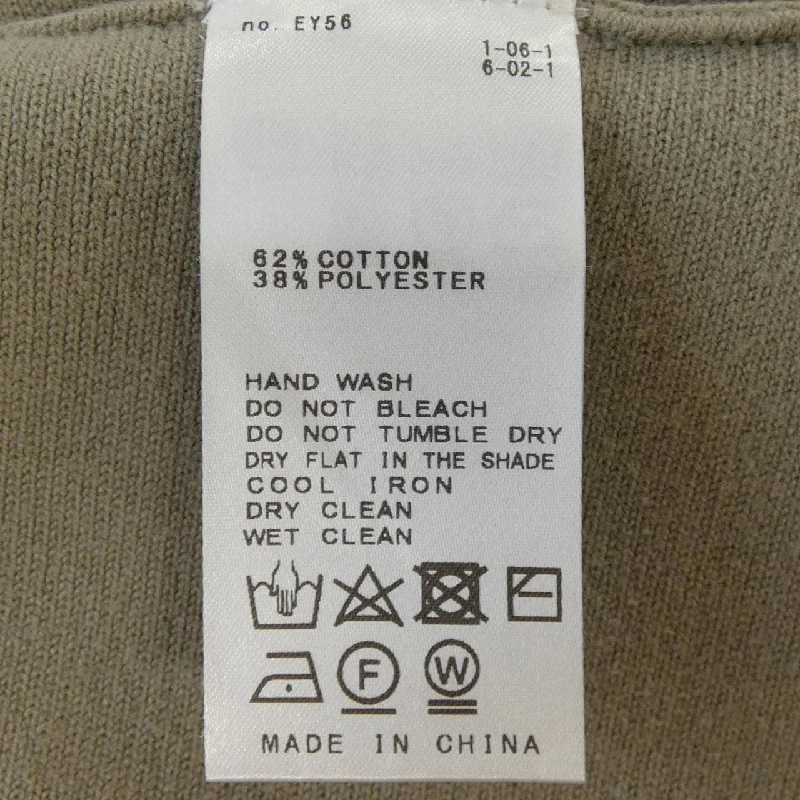 no. EY56
1-06-1
6-02-1
62% COTTON
38% POLYESTER
HAND WASH
DO NOT BLEACH
DO NOT TUMBLE DRY
DRY FLAT IN THE SHADE
COOL IRON
DRY CLEAN
WET CLEAN
F W
MADE IN CHINA